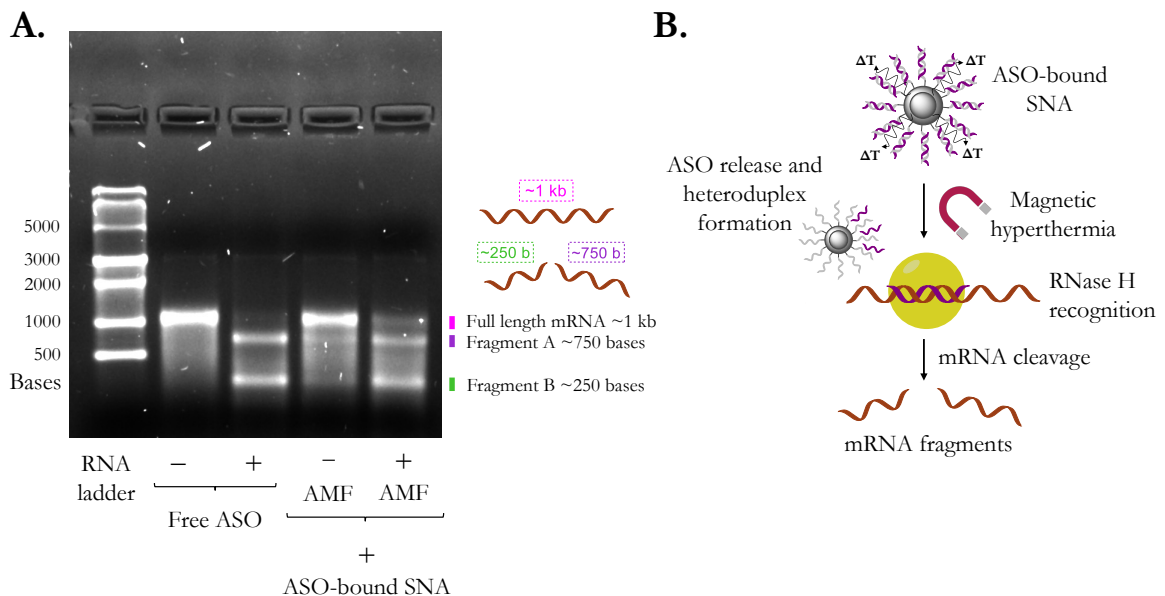 A.
5000
3000
2000
1000
500
Bases
~1 kb
~250 b
~750 b
Full length mRNA ~1 kb
Fragment A ~750 bases
Fragment B ~250 bases
RNA
ladder
−
+
−
+
AMF
AMF
Free ASO
+
ASO-bound SNA
B.
ΔT
ΔT
ΔT
ΔT
ASO-bound
SNA
ASO release and
heteroduplex
formation
Magnetic
hyperthermia
RNase H
recognition
mRNA cleavage
mRNA fragments